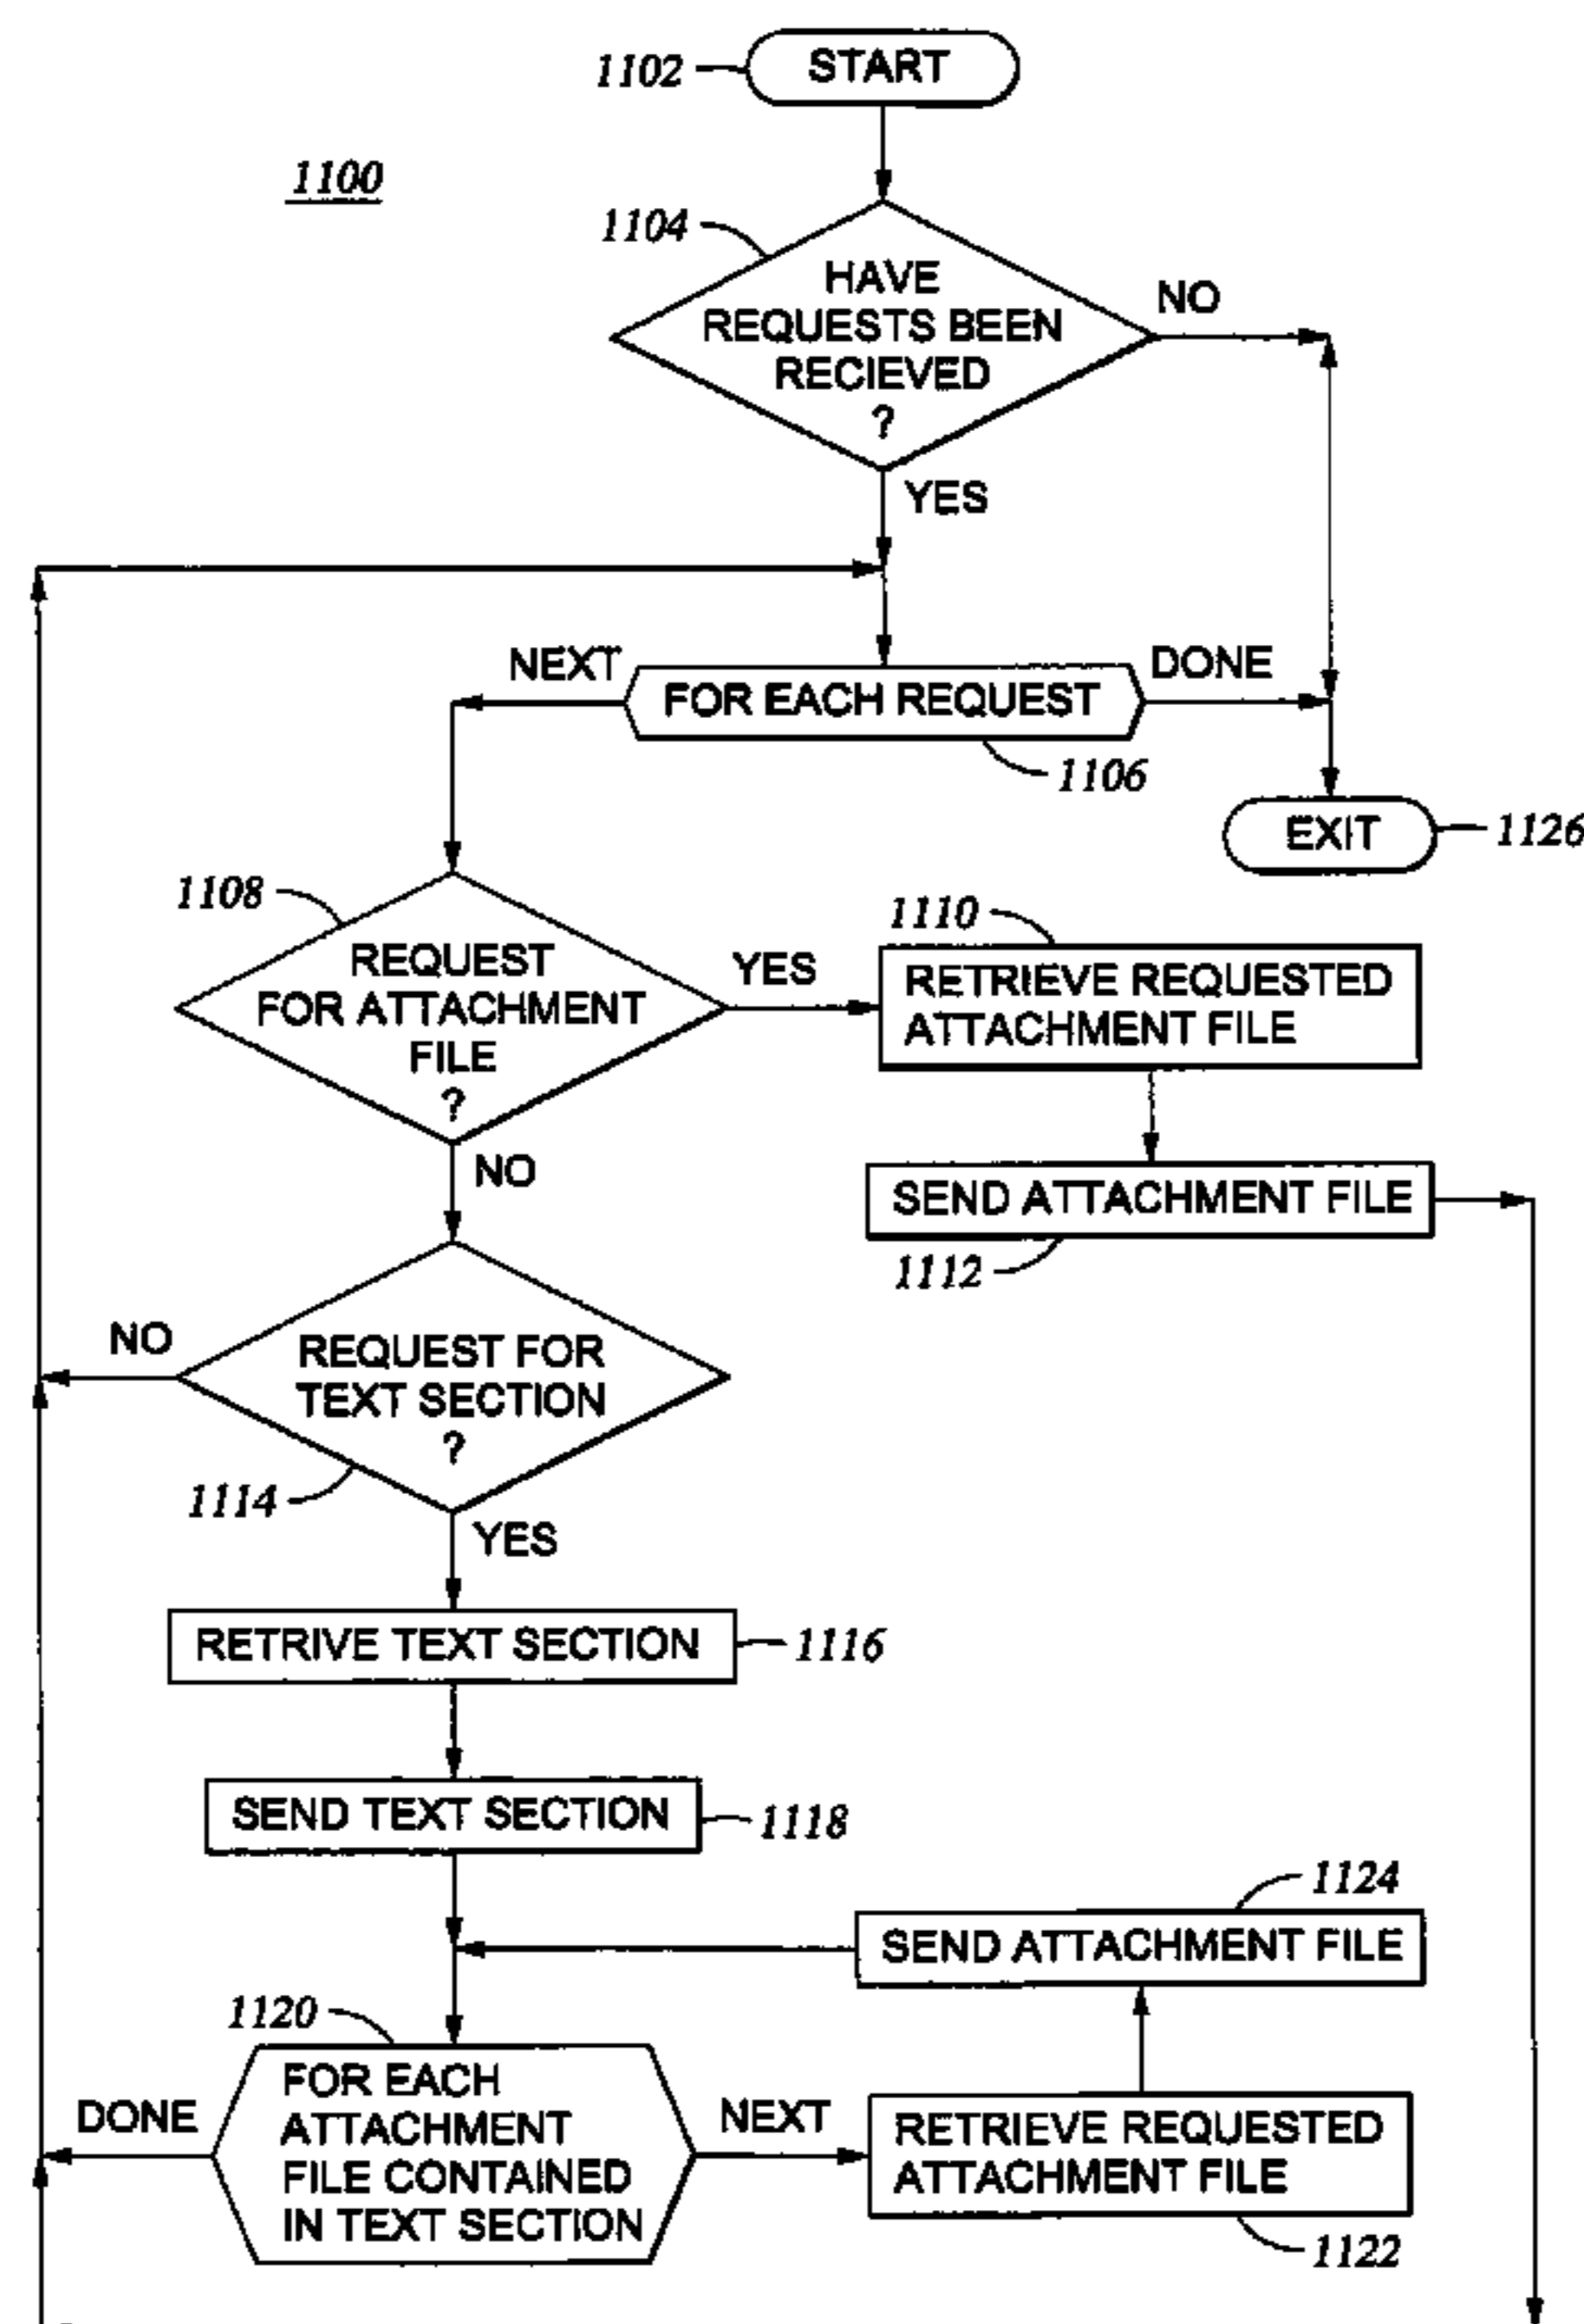 1102
START
1100
1104
HAVE
REQUESTS BEEN
RECIEVED
?
NO
YES
NEXT
FOR EACH REQUEST
DONE
1106
EXIT
1126
1108
REQUEST
FOR ATTACHMENT
FILE
?
YES
1110
RETRIEVE REQUESTED
ATTACHMENT FILE
NO
SEND ATTACHMENT FILE
1112
NO
REQUEST FOR
TEXT SECTION
?
1114
YES
RETRIVE TEXT SECTION
1116
SEND TEXT SECTION
1118
1124
SEND ATTACHMENT FILE
1120
FOR EACH
ATTACHMENT
FILE CONTAINED
IN TEXT SECTION
DONE
NEXT
RETRIEVE REQUESTED
ATTACHMENT FILE
1122